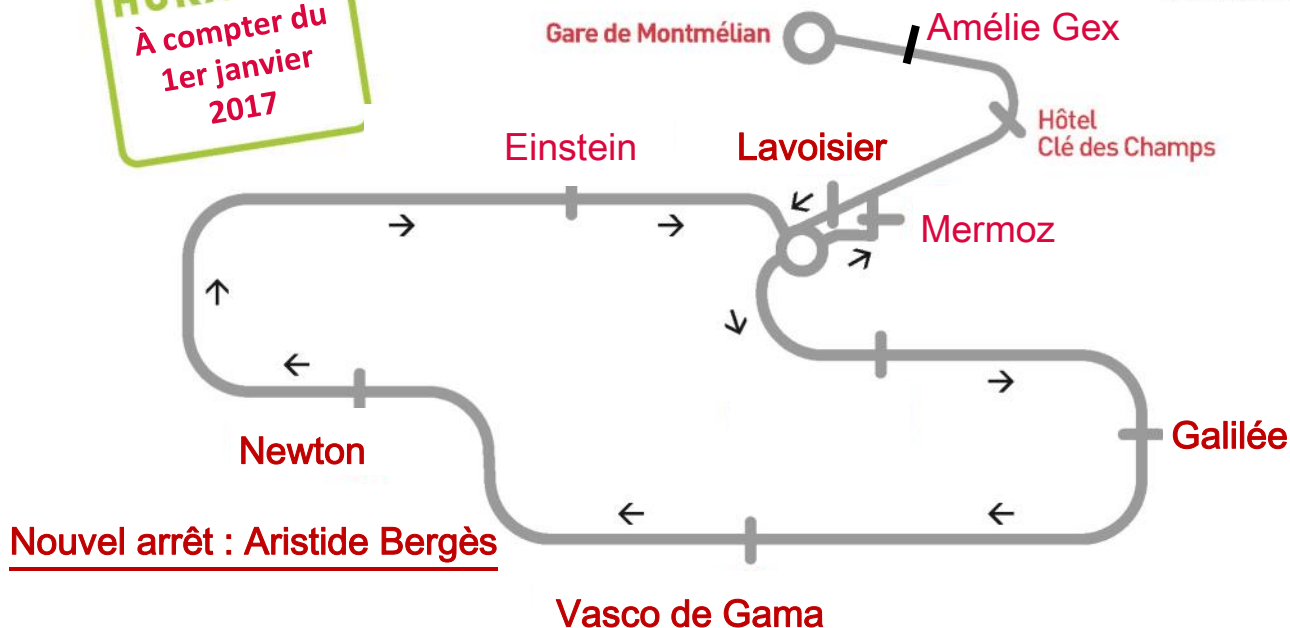 À compter du
1er janvier
2017
Gare de Montmélian
Amélie Gex
Hôtel
Clé des Champs
Einstein
Lavoisier
Mermoz
Newton
Galilée
Nouvel arrêt : Aristide Bergès
Vasco de Gama